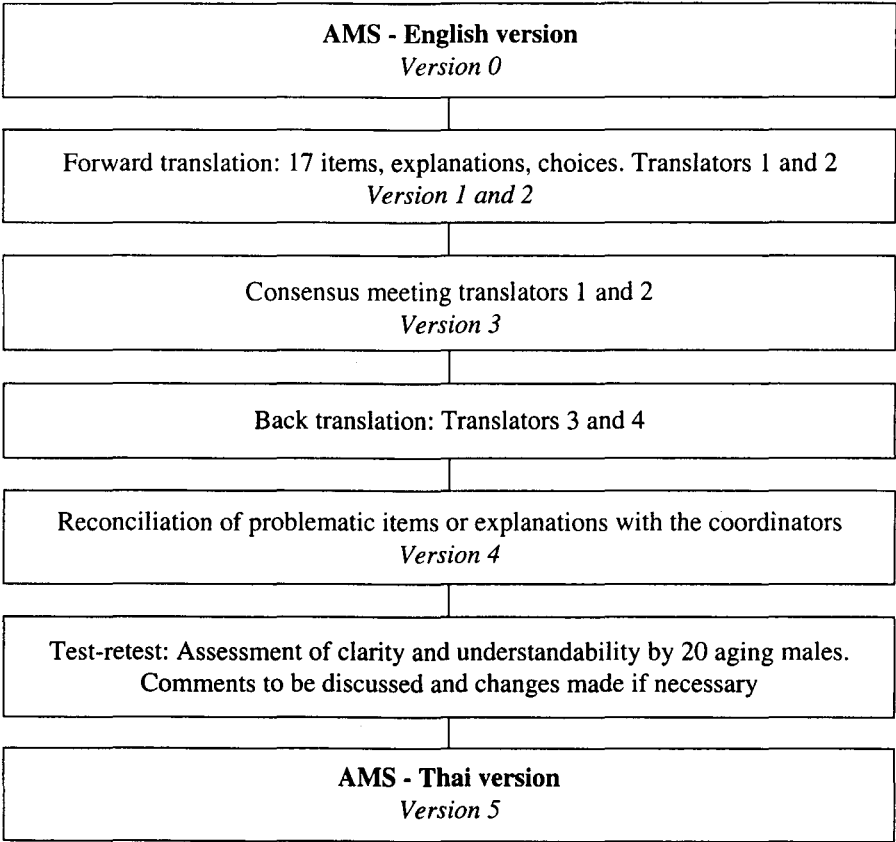 AMS - English version
Version 0
Forward translation: 17 items, explanations, choices. Translators 1 and 2
Version 1 and 2
Consensus meeting translators 1 and 2
Version 3
Back translation: Translators 3 and 4
Reconciliation of problematic items or explanations with the coordinators
Version 4
Test-retest: Assessment of clarity and understandability by 20 aging males.
Comments to be discussed and changes made if necessary
AMS - Thai version
Version 5